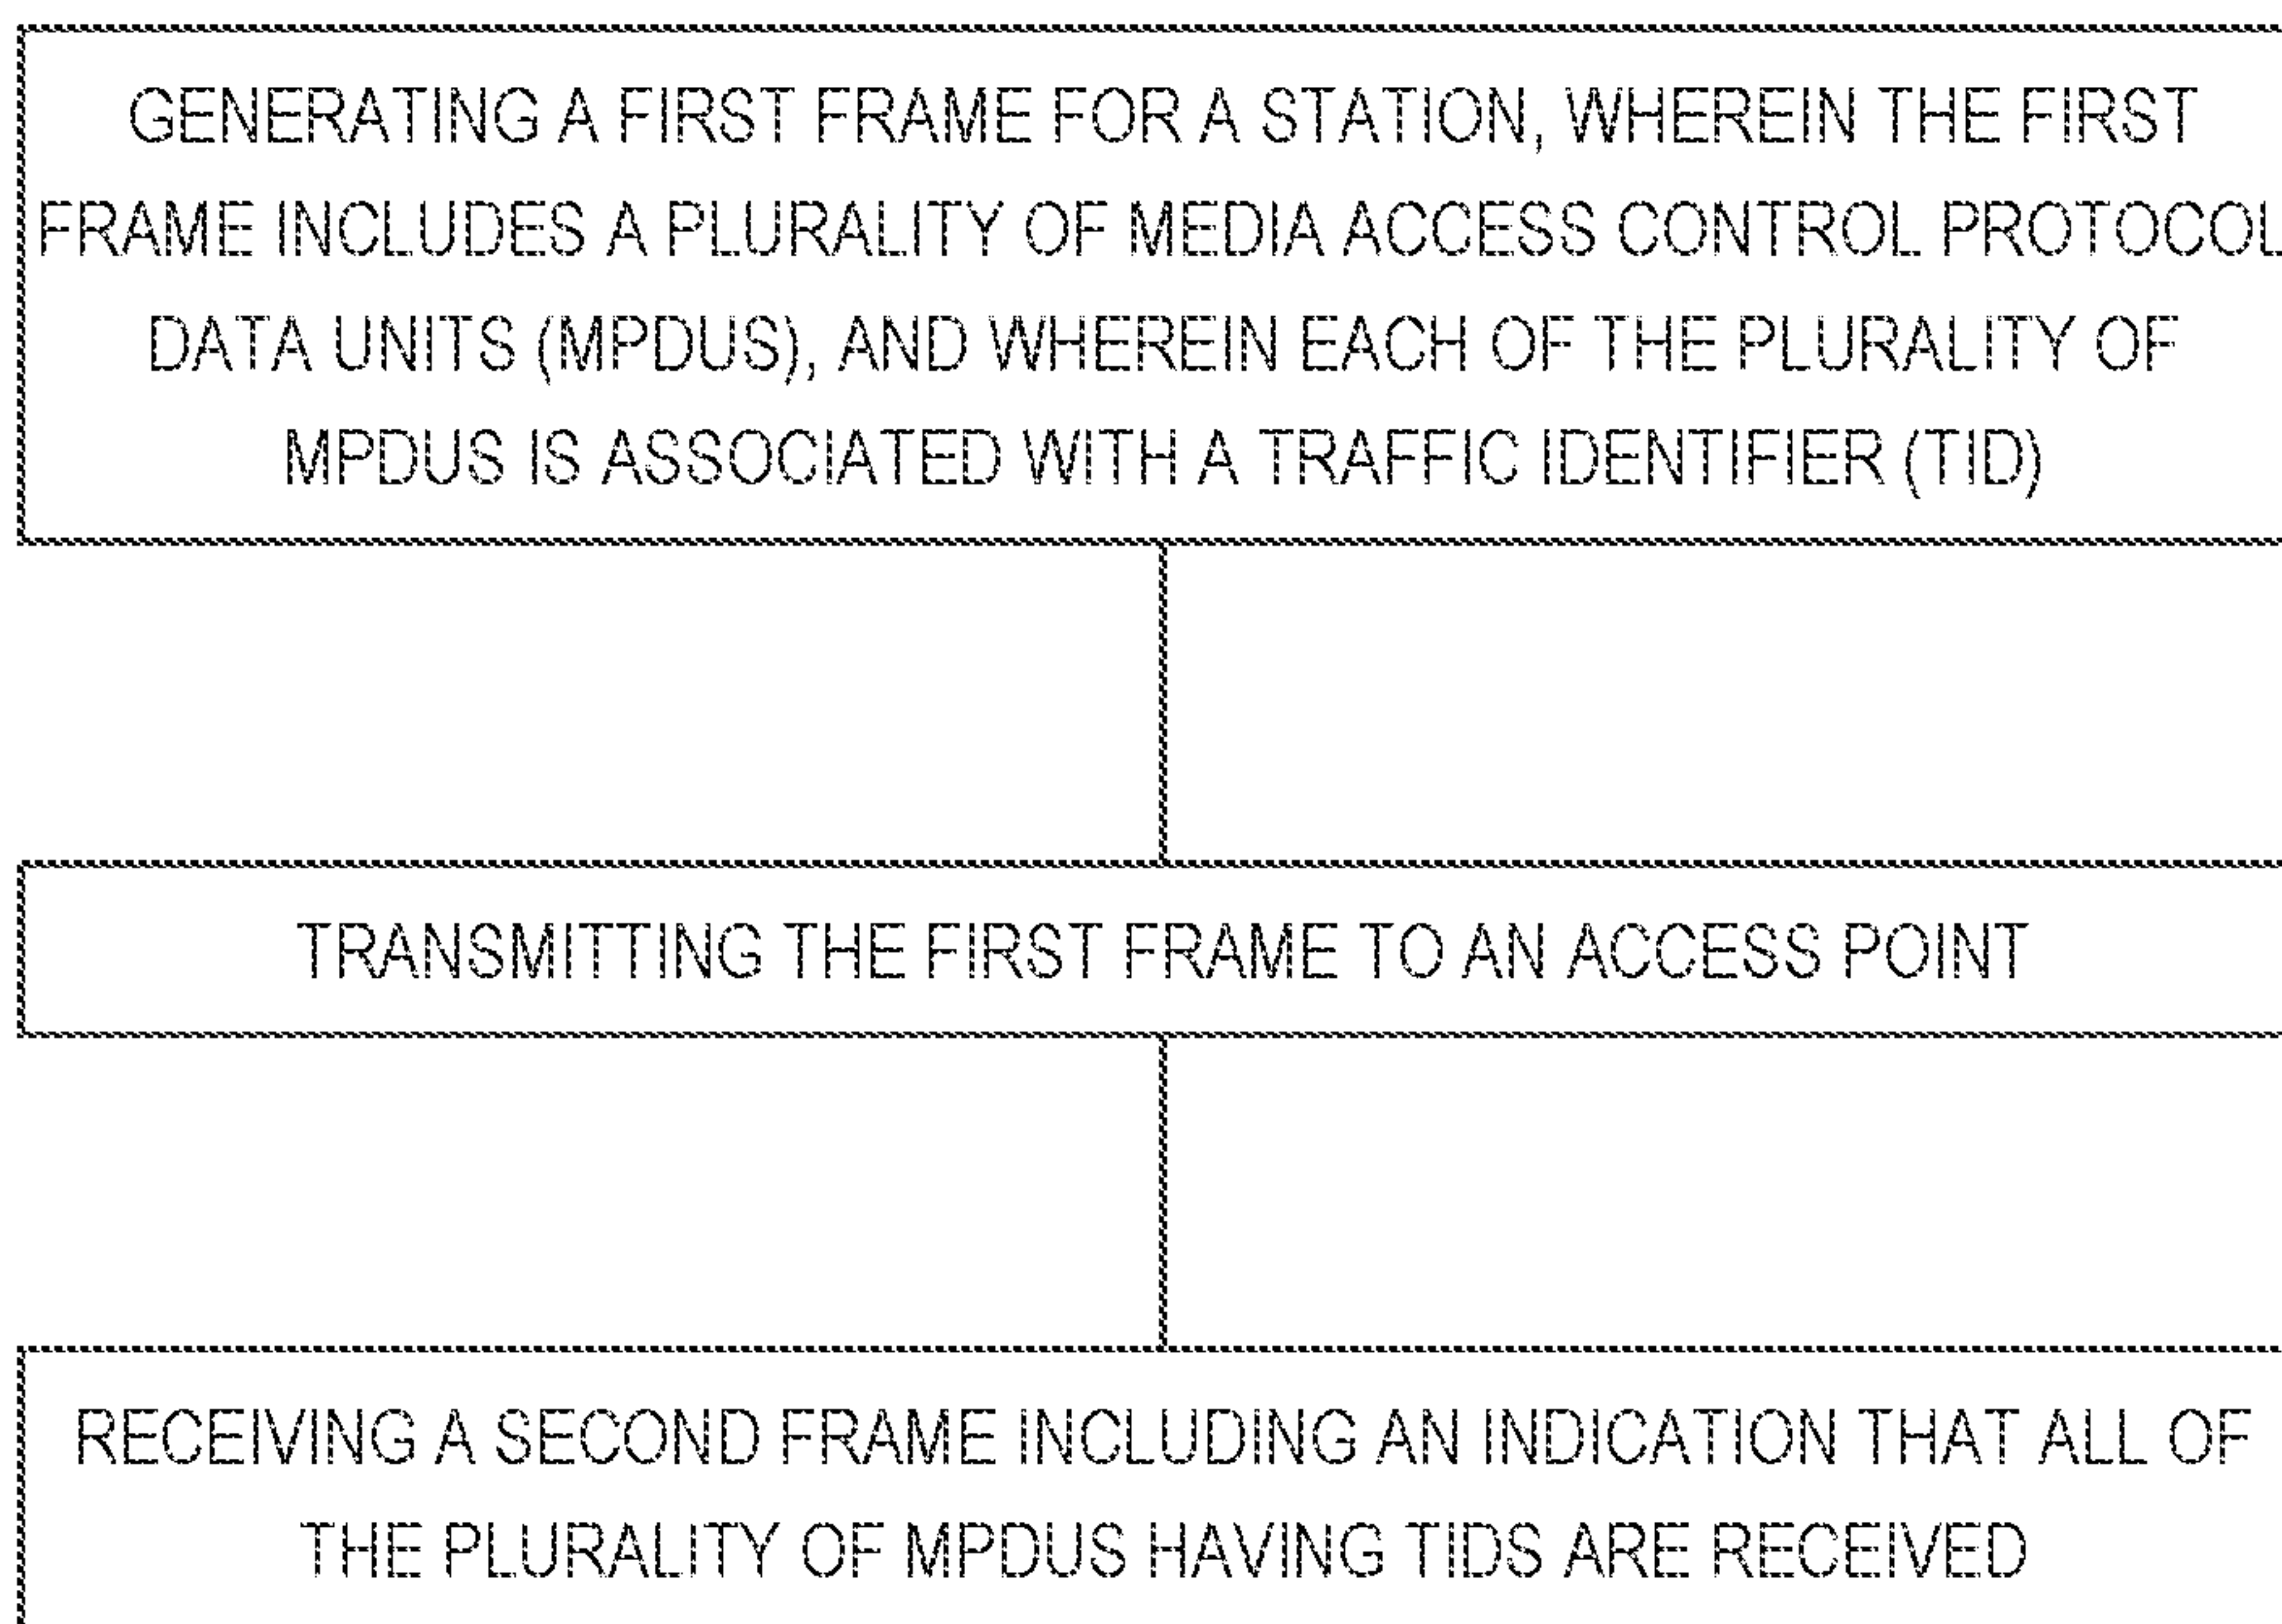 GENERATING A FIRST FRAME FOR A STATION, WHEREIN THE FIRST
FRAME INCLUDES A PLURALITY OF MEDIA ACCESS CONTROL PROTOCOL
DATA UNITS (MPDUS), AND WHEREIN EACH OF THE PLURALITY OF
MPDUS IS ASSOCIATED WITH A TRAFFIC IDENTIFIER (TID)
TRANSMITTING THE FIRST FRAME TO AN ACCESS POINT
RECEIVING A SECOND FRAME INCLUDING AN INDICATION THAT ALL OF
THE PLURALITY OF MPDUS HAVING TIDS ARE RECEIVED